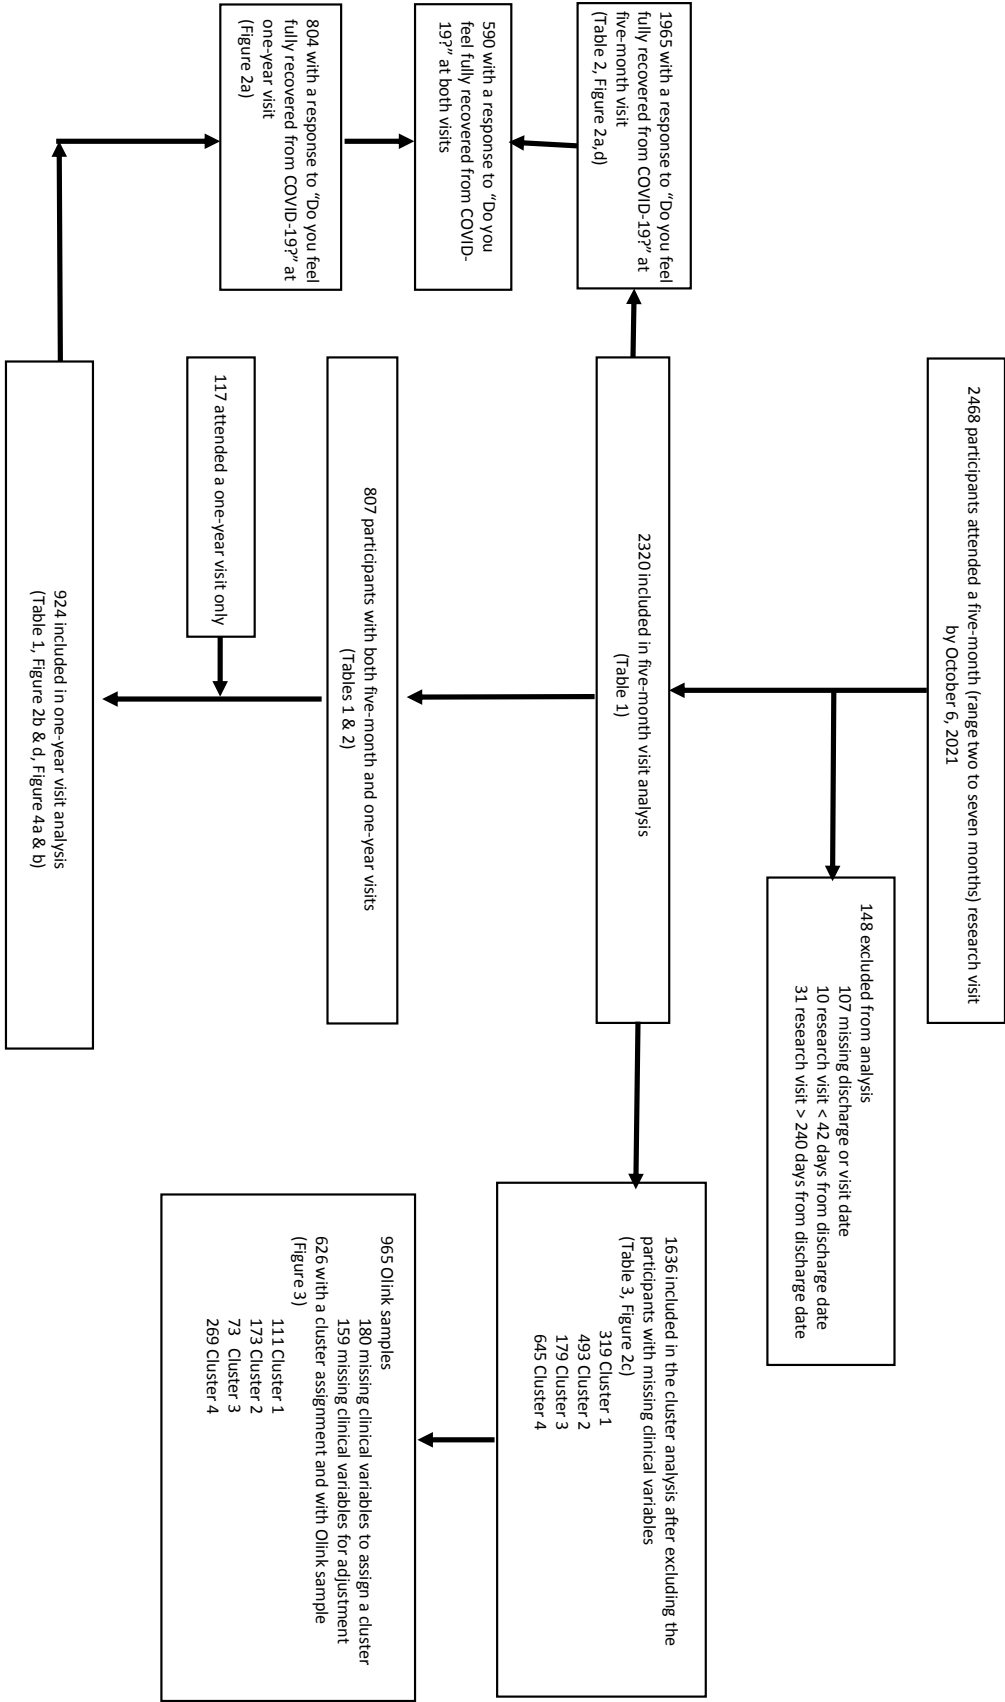 2468 participants attended a five-month (range two to seven months) research visit
by October 6, 2021
148 excluded from analysis
107 missing discharge or visit date
10 research visit < 42 days from discharge date
31 research visit > 240 days from discharge date
1965 with a response to “Do you feel
fully recovered from COVID-19?” at
five-month visit
(Table 2, Figure 2a,d)
2320 included in five-month visit analysis
(Table 1)
1636 included in the cluster analysis after excluding the
participants with missing clinical variables
(Table 3, Figure 2c)
319 Cluster 1
493 Cluster 2
179 Cluster 3
645 Cluster 4
590 with a response to “Do you
feel fully recovered from COVID-
19?” at both visits
807 participants with both five-month and one-year visits
(Tables 1 & 2)
965 Olink samples
180 missing clinical variables to assign a cluster
159 missing clinical variables for adjustment
626 with a cluster assignment and with Olink sample
(Figure 3)
111 Cluster 1
173 Cluster 2
73 Cluster 3
269 Cluster 4
804 with a response to “Do you feel
fully recovered from COVID-19?” at
one-year visit
(Figure 2a)
117 attended a one-year visit only
924 included in one-year visit analysis
(Table 1, Figure 2b & d, Figure 4a & b)